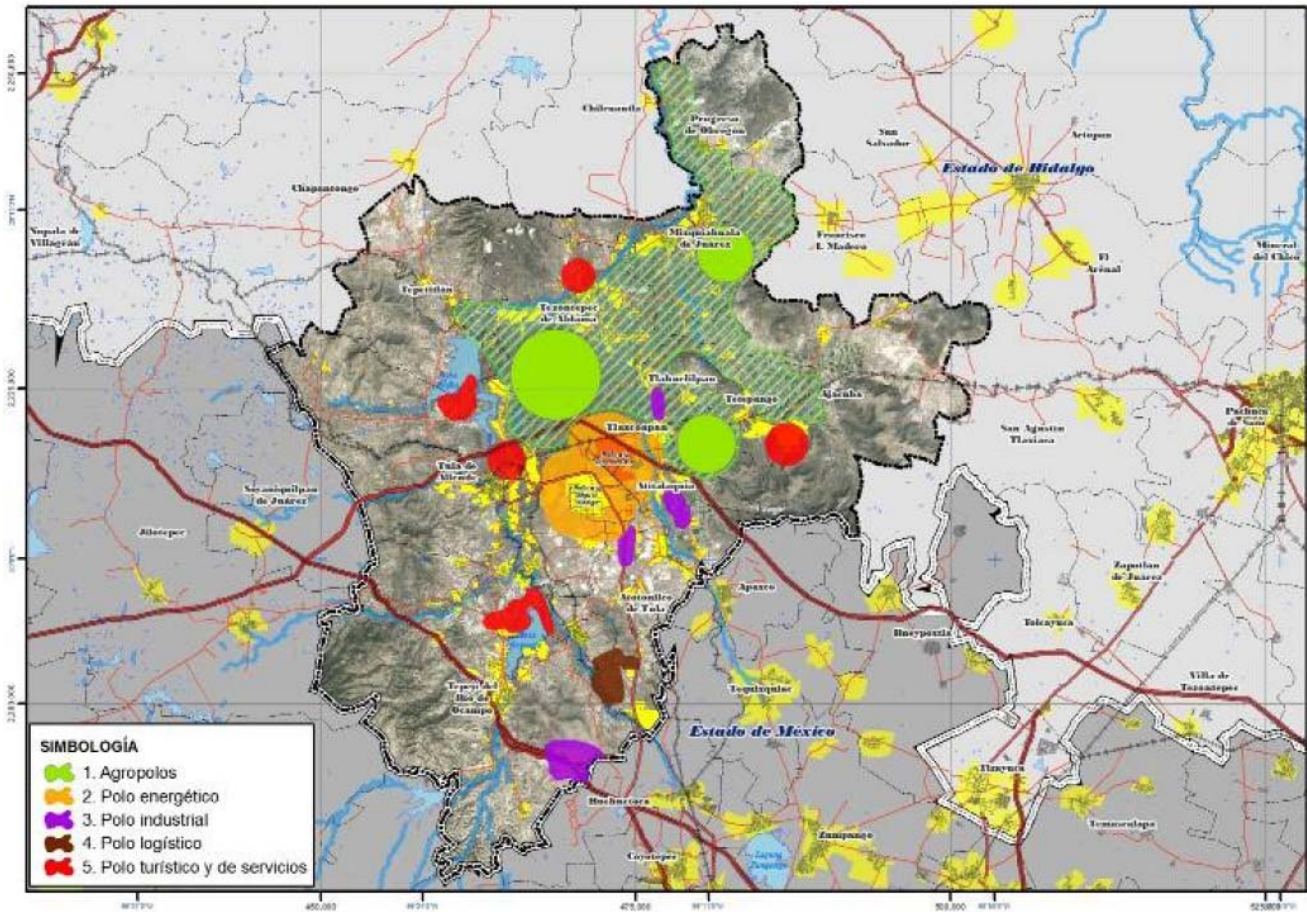 Chilcuautla
Progreso
de Obregón
San
Salvador
Actopan
Estado de Hidalgo
Chapantongo
Nopala de
Villagrán
Mixquiahuala
de Juárez
Francisco
I. Madero
El
Arenal
Mineral
del Chico
Tepetitlán
Tezontepec
de Aldama
Tlahuelilpan
Tetepango
Ajacuba
Tlaxcoapan
San Agustín
Tlaxiaca
Pachuca
de Soto
Tula de
Allende
Atitalaquia
Soyaniquilpan
de Juárez
Jilotepec
Atotonilco
de Tula
Apaxco
Zapotlán
de Juárez
Hueypoxtla
Tolcayuca
Tepeji del
Río de
Ocampo
Tequixquiac
Villa de
Tezontepec
Estado de México
Tizayuca
Huehuetoca
Zumpango
Temascalapa
Coyotepec
SIMBOLOGÍA
1. Agropolos
2. Polo energético
3. Polo industrial
4. Polo logístico
5. Polo turístico y de servicios
450,000
475,000
500,000